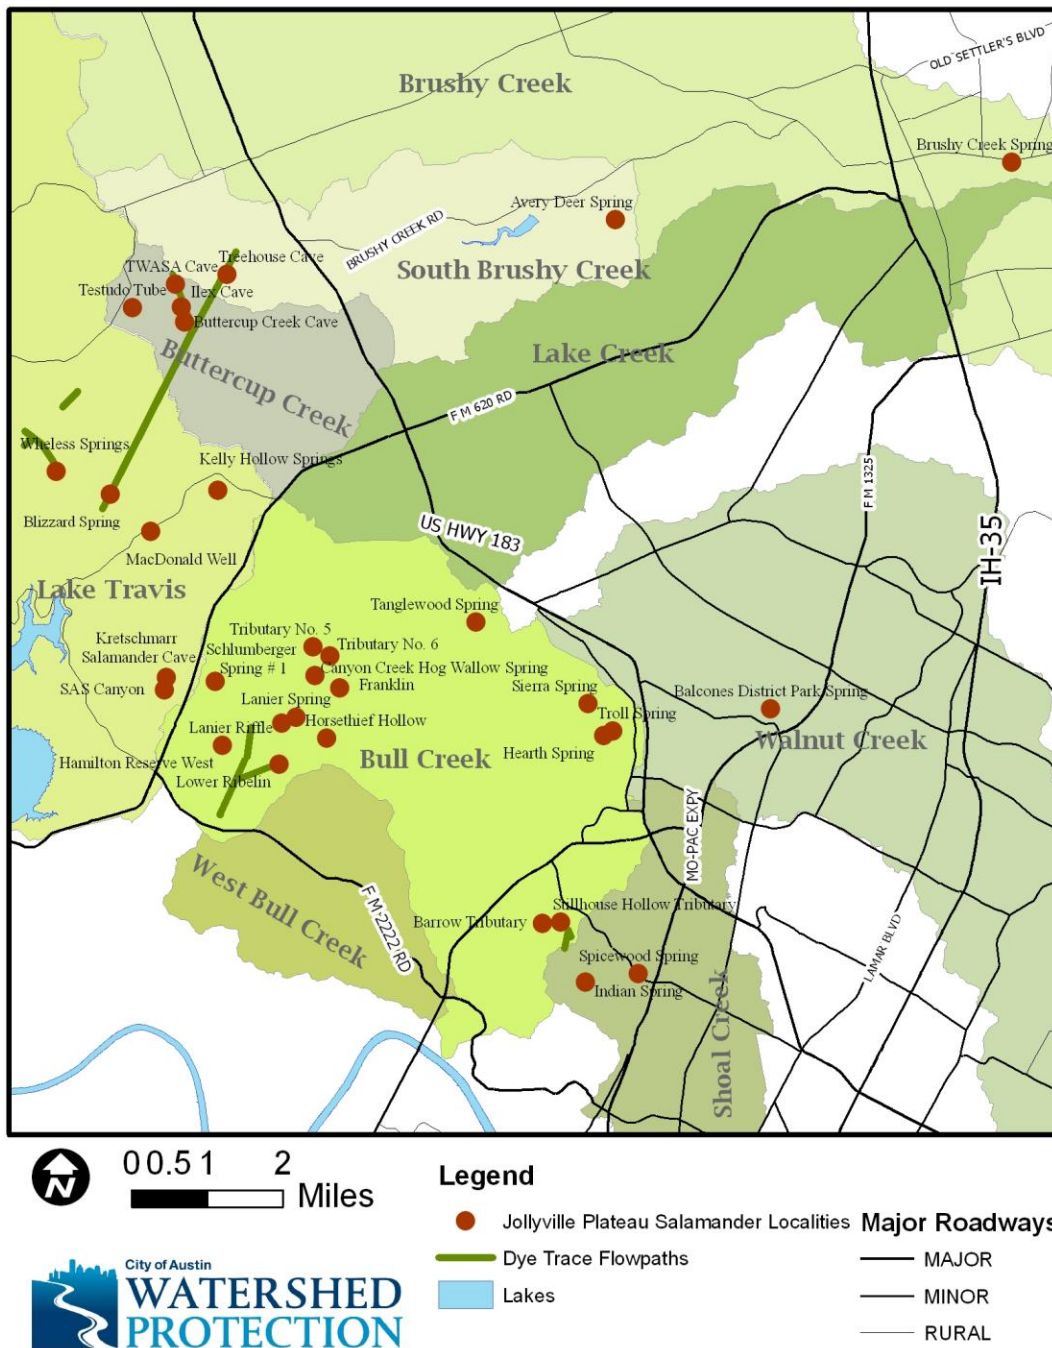 OLD SETTLER'S BLVD
Brushy Creek
Brushy Creek Spring
Avery Deer Spring
BRUSHY CREEK RD
South Brushy Creek
Treehouse Cave
TWASA Cave
Testudo Tube
Ilex Cave
Buttercup Creek Cave
Buttercup Creek
Lake Creek
F M 620 RD
Wheless Springs
Kelly Hollow Springs
F M 1325
Blizzard Spring
US HWY 183
IH-35
MacDonald Well
Lake Travis
Tanglewood Spring
Tributary No. 5
Kretschmarr
Salamander Cave
Schlumberger
Spring # 1
Tributary No. 6
Canyon Creek Hog Wallow Spring
SAS Canyon
Franklin
Sierra Spring
Balcones District Park Spring
Lanier Spring
Troll Spring
Lanier Riffle
Horsethief Hollow
Walnut Creek
Hearth Spring
Bull Creek
Hamilton Reserve West
Lower Ribelin
MO-PAC EXPY
West Bull Creek
F M 2222 RD
Stillhouse Hollow Tributary
Barrow Tributary
LAMAR BLVD
Spicewood Spring
Indian Spring
Shoal Creek
N
0 0.5 1 2
Miles
Legend
Jollyville Plateau Salamander Localities
Dye Trace Flowpaths
Lakes
Major Roadways
MAJOR
MINOR
RURAL
City of Austin
WATERSHED
PROTECTION